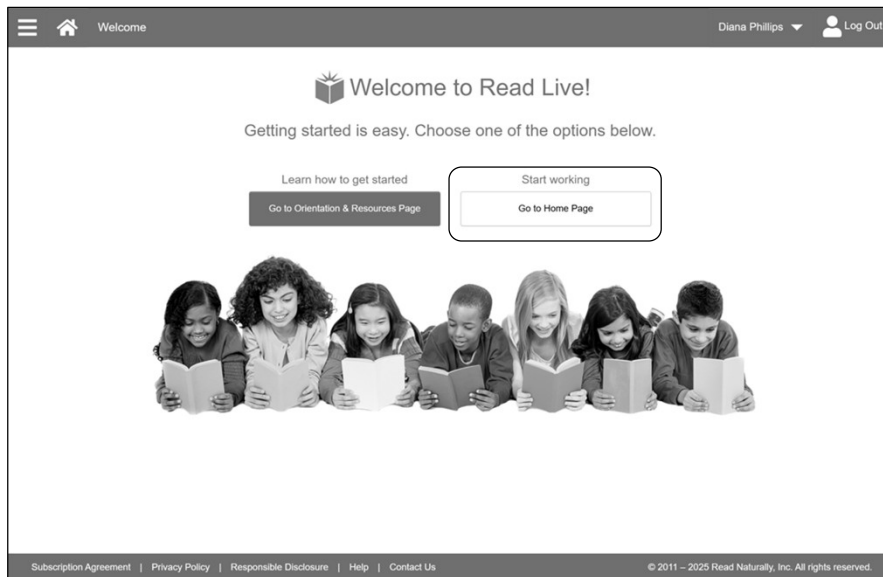 Welcome
Diana Phillips
Log Out
Welcome to Read Live!
Getting started is easy. Choose one of the options below.
Learn how to get started
Start working
Go to Orientation & Resources Page
Go to Home Page
Subscription Agreement | Privacy Policy | Responsible Disclosure | Help | Contact Us
© 2011 – 2025 Read Naturally, Inc. All rights reserved.